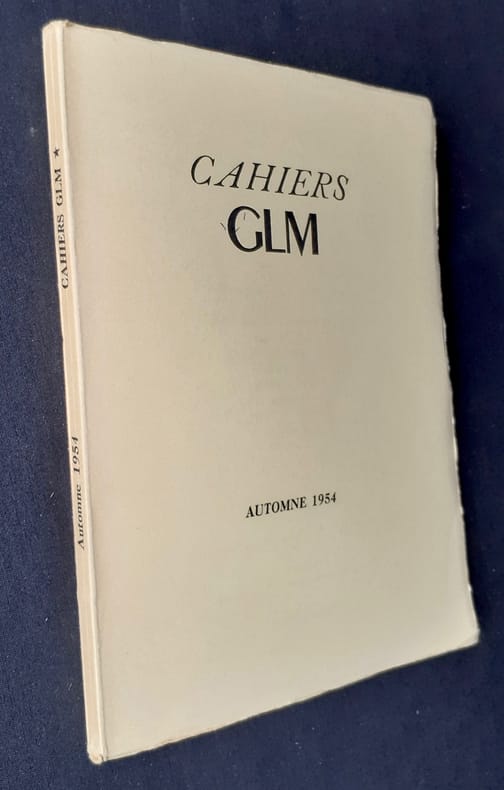 CAHIERS
GLM
AUTOMNE 1954
CAHIERS GLM ★
Automne 1954